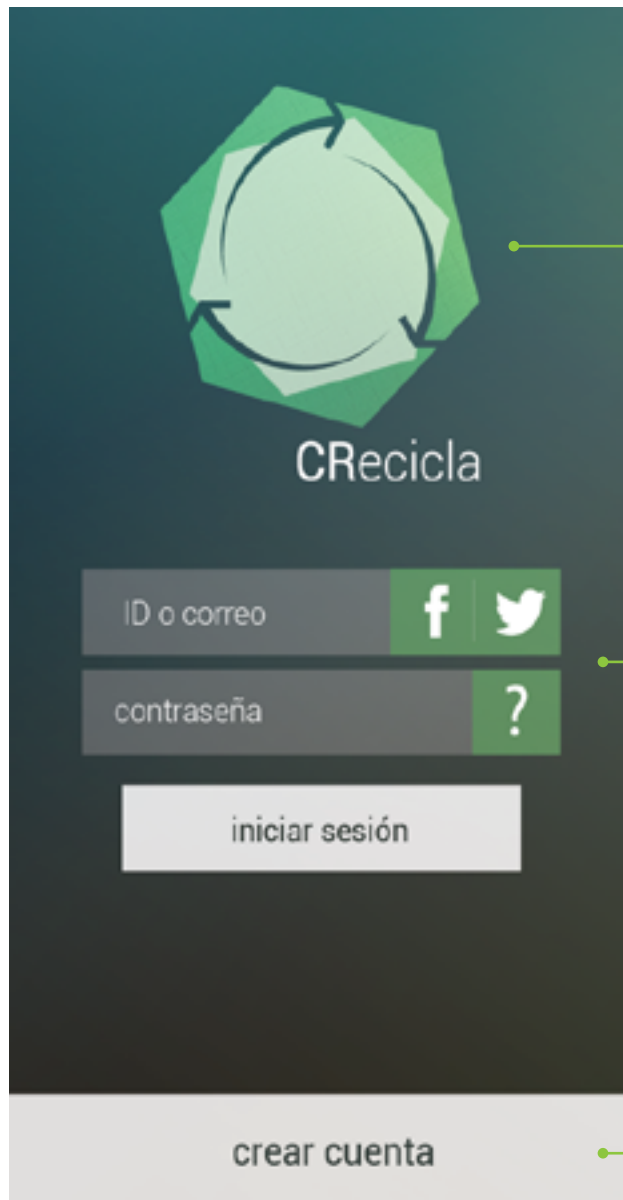 CRecicla
ID o correo
contraseña
?
iniciar sesión
crear cuenta